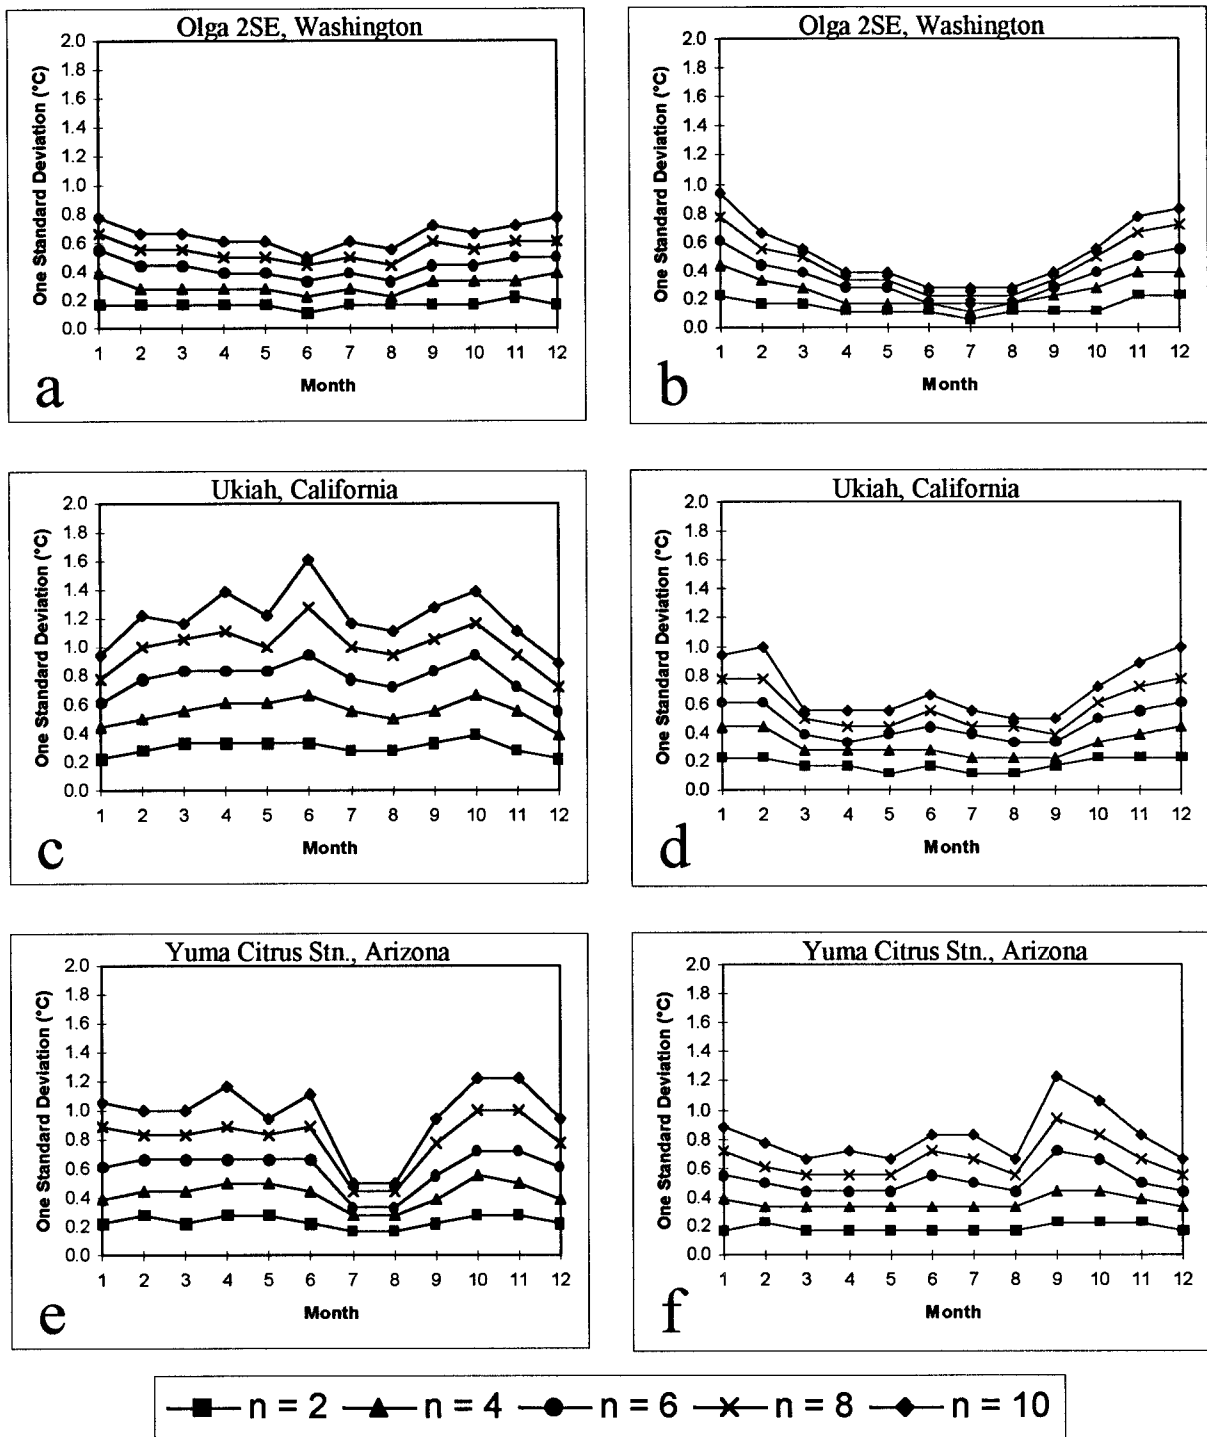 Olga 2SE, Washington
One Standard Deviation (°C)
2.0
1.8
1.6
1.4
1.2
1.0
0.8
0.6
0.4
0.2
0.0
1 2 3 4 5 6 7 8 9 10 11 12
Month
a
Olga 2SE, Washington
One Standard Deviation (°C)
2.0
1.8
1.6
1.4
1.2
1.0
0.8
0.6
0.4
0.2
0.0
1 2 3 4 5 6 7 8 9 10 11 12
Month
b
Ukiah, California
One Standard Deviation (°C)
2.0
1.8
1.6
1.4
1.2
1.0
0.8
0.6
0.4
0.2
0.0
1 2 3 4 5 6 7 8 9 10 11 12
Month
c
Ukiah, California
One Standard Deviation (°C)
2.0
1.8
1.6
1.4
1.2
1.0
0.8
0.6
0.4
0.2
0.0
1 2 3 4 5 6 7 8 9 10 11 12
Month
d
Yuma Citrus Stn., Arizona
One Standard Deviation (°C)
2.0
1.8
1.6
1.4
1.2
1.0
0.8
0.6
0.4
0.2
0.0
1 2 3 4 5 6 7 8 9 10 11 12
Month
e
Yuma Citrus Stn., Arizona
One Standard Deviation (°C)
2.0
1.8
1.6
1.4
1.2
1.0
0.8
0.6
0.4
0.2
0.0
1 2 3 4 5 6 7 8 9 10 11 12
Month
f
n = 2 n = 4 n = 6 n = 8 n = 10